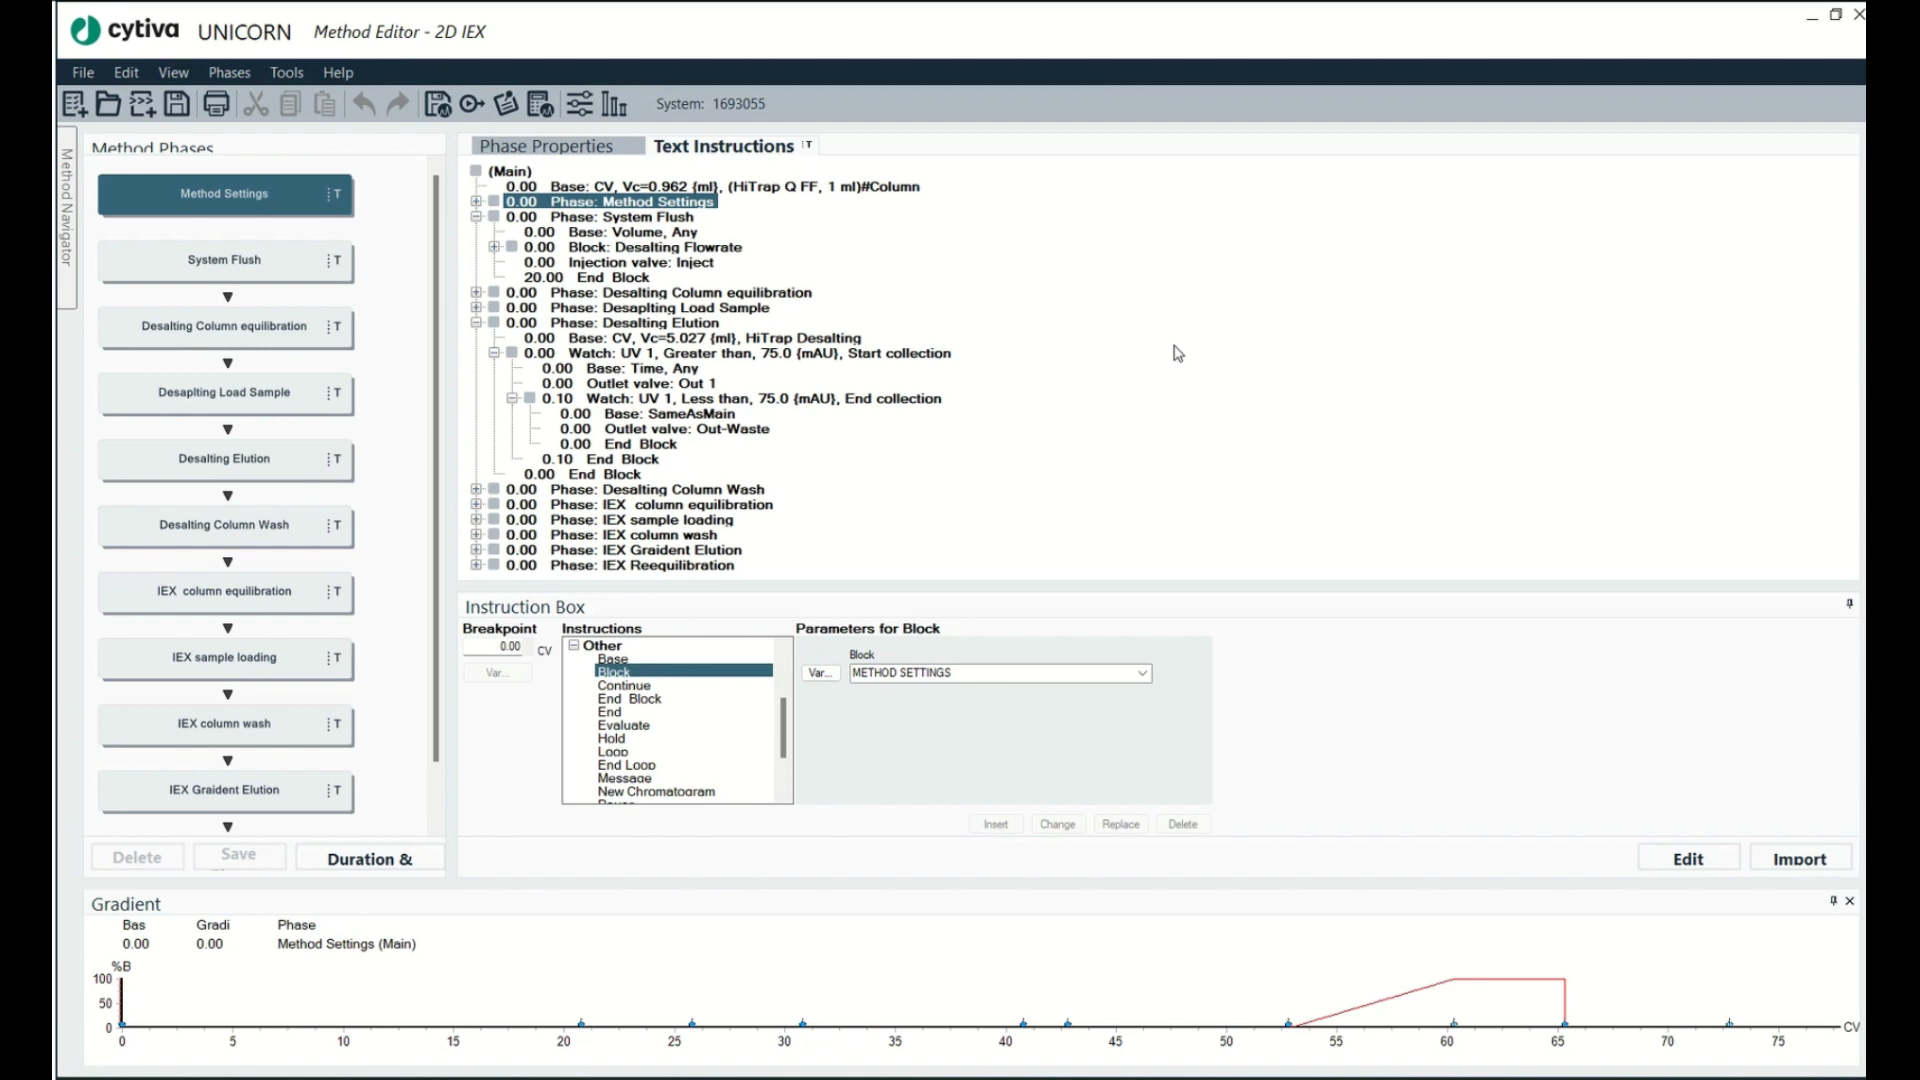 cytiva UNICORN Method Editor - 2D IEX
File Edit View Phases Tools Help
System: 1693055
Method Navigator
Method Phases
Method Settings T
System Flush T
Desalting Column equilibration T
Desaplting Load Sample T
Desalting Elution T
Desalting Column Wash T
IEX column equilibration T
IEX sample loading T
IEX column wash T
IEX Graident Elution T
Delete Save Duration &
Phase Properties Text Instructions T
(Main)
0.00 Base: CV, Vc=0.962 {ml}, (HiTrap Q FF, 1 ml)#Column
0.00 Phase: Method Settings
0.00 Phase: System Flush
0.00 Base: Volume, Any
0.00 Block: Desalting Flowrate
0.00 Injection valve: Inject
20.00 End Block
0.00 Phase: Desalting Column equilibration
0.00 Phase: Desaplting Load Sample
0.00 Phase: Desalting Elution
0.00 Base: CV, Vc=5.027 {ml}, HiTrap Desalting
0.00 Watch: UV 1, Greater than, 75.0 {mAU}, Start collection
0.00 Base: Time, Any
0.00 Outlet valve: Out 1
0.10 Watch: UV 1, Less than, 75.0 {mAU}, End collection
0.00 Base: SameAsMain
0.00 Outlet valve: Out-Waste
0.00 End Block
0.10 End Block
0.00 End Block
0.00 Phase: Desalting Column Wash
0.00 Phase: IEX column equilibration
0.00 Phase: IEX sample loading
0.00 Phase: IEX column wash
0.00 Phase: IEX Graident Elution
0.00 Phase: IEX Reequilibration
Instruction Box
Breakpoint Instructions Parameters for Block
0.00 CV
Var...
Other
Base
Block
Continue
End Block
End
Evaluate
Hold
Loop
End Loop
Message
New Chromatogram
Block
Var... METHOD SETTINGS
Insert Change Replace Delete
Edit Import
Gradient
Bas Gradi Phase
0.00 0.00 Method Settings (Main)
%B
100
50
0
0 5 10 15 20 25 30 35 40 45 50 55 60 65 70 75 CV